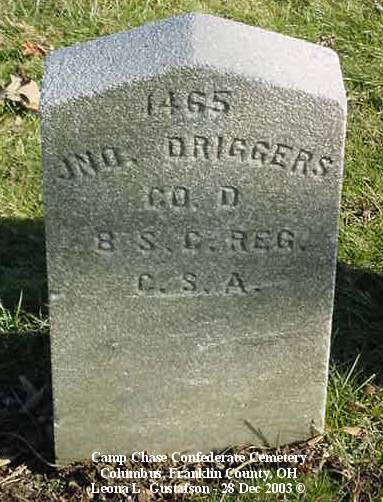 1465
JNO. DRIGGERS
CO. D
8 S. C. REG.
C. S. A.
Camp Chase Confederate Cemetery
Columbus, Franklin County, OH
Leona L. Gustafson - 28 Dec 2003 ©